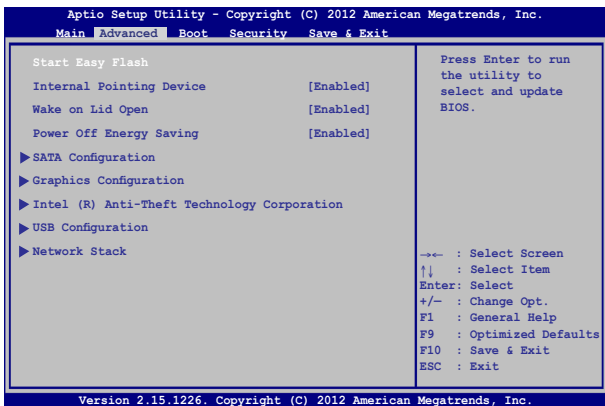 Aptio Setup Utility - Copyright (C) 2012 American Megatrends, Inc.
Main Advanced Boot Security Save & Exit
Start Easy Flash
Internal Pointing Device [Enabled]
Wake on Lid Open [Enabled]
Power Off Energy Saving [Enabled]
SATA Configuration
Graphics Configuration
Intel (R) Anti-Theft Technology Corporation
USB Configuration
Network Stack
Press Enter to run
the utility to
select and update
BIOS.
→← : Select Screen
↑↓ : Select Item
Enter: Select
+/— : Change Opt.
F1 : General Help
F9 : Optimized Defaults
F10 : Save & Exit
ESC : Exit
Version 2.15.1226. Copyright (C) 2012 American Megatrends, Inc.